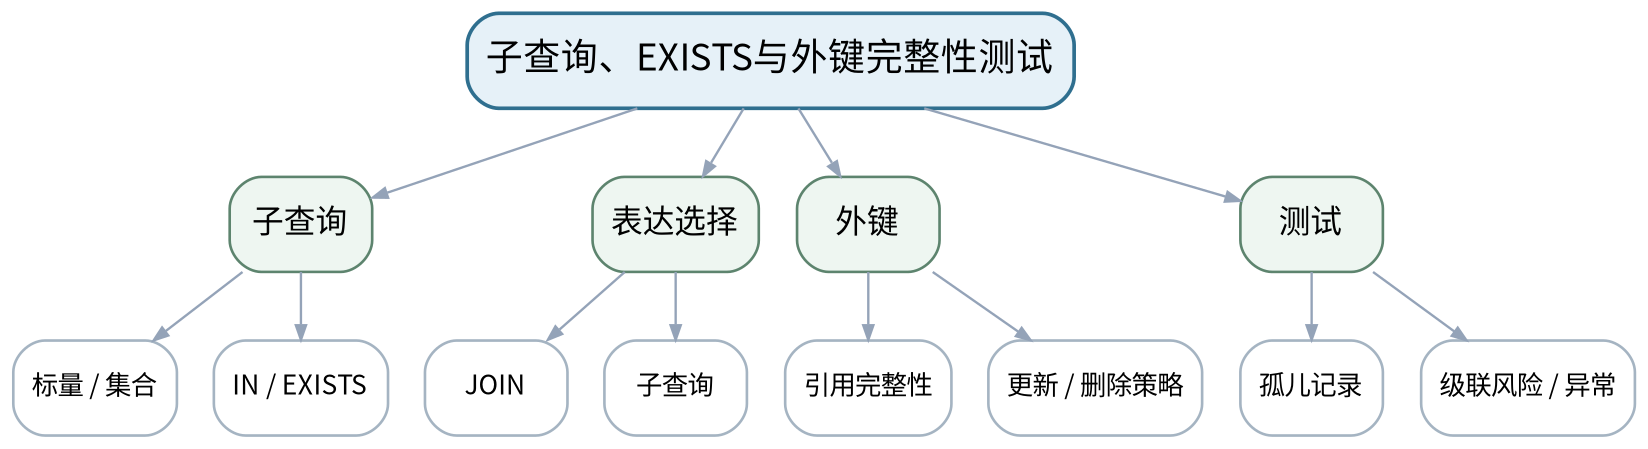 子查询、EXISTS与外键完整性测试
子查询
表达选择
外键
测试
标量 / 集合
IN / EXISTS
JOIN
子查询
引用完整性
更新 / 删除策略
孤儿记录
级联风险 / 异常